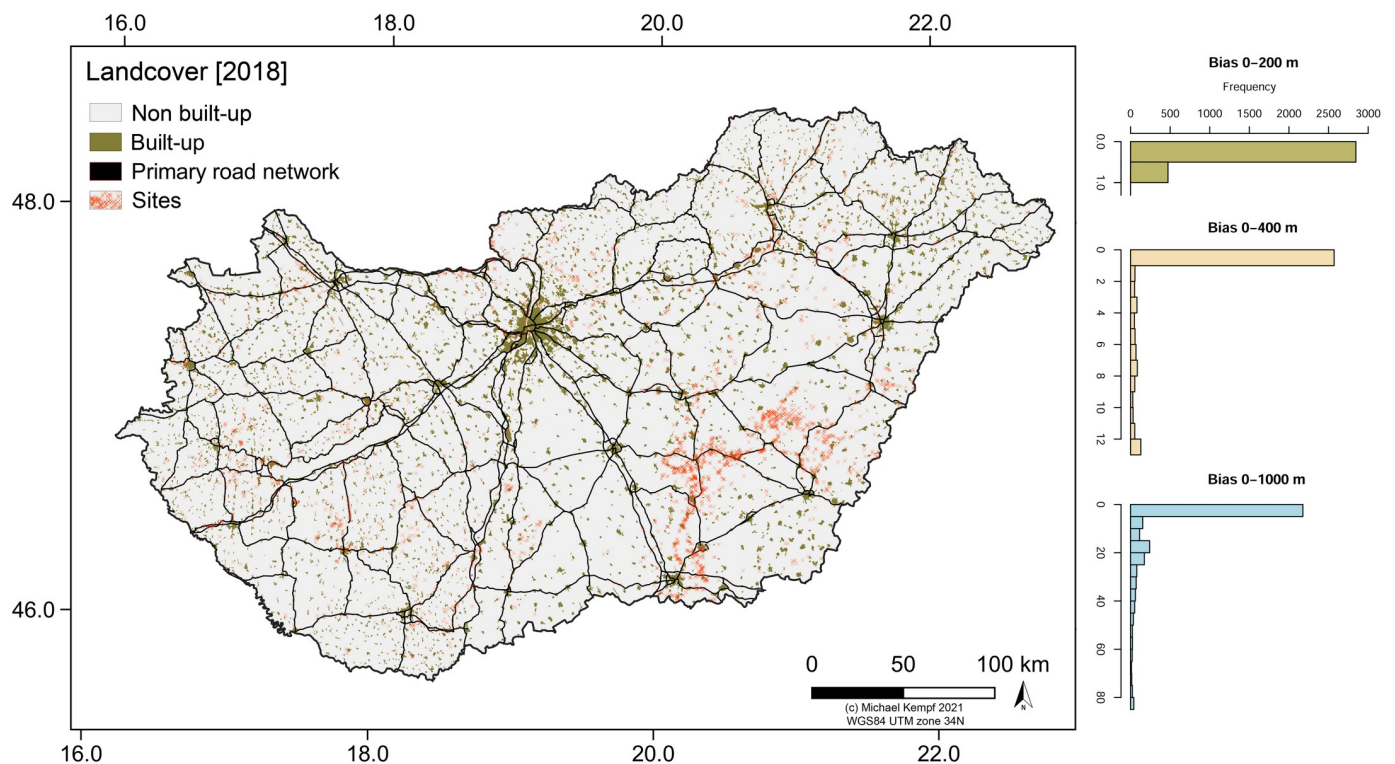 16.0 18.0 20.0 22.0
Landcover [2018]
Non built-up
Built-up
Primary road network
Sites
48.0
46.0
0 50 100 km
(c) Michael Kempf 2021
WGS84 UTM zone 34N
N
16.0 18.0 20.0 22.0
Bias 0–200 m
Frequency
0 500 1000 1500 2000 2500 3000
0.0
1.0
Bias 0–400 m
0
2
4
6
8
10
12
Bias 0–1000 m
0
20
40
60
80